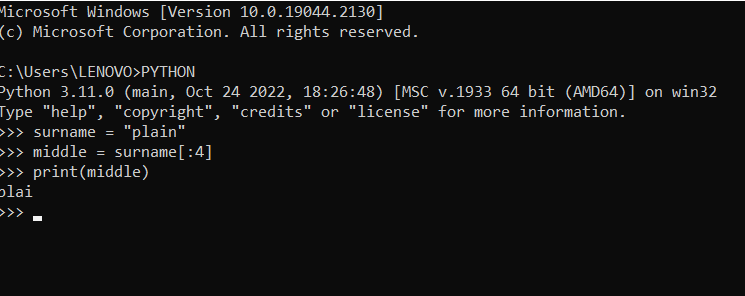 Microsoft Windows [Version 10.0.19044.2130]
(c) Microsoft Corporation. All rights reserved.
C:\Users\LENOVO>PYTHON
Python 3.11.0 (main, Oct 24 2022, 18:26:48) [MSC v.1933 64 bit (AMD64)] on win32
Type "help", "copyright", "credits" or "license" for more information.
>>> surname = "plain"
>>> middle = surname[:4]
>>> print(middle)
plai
>>>